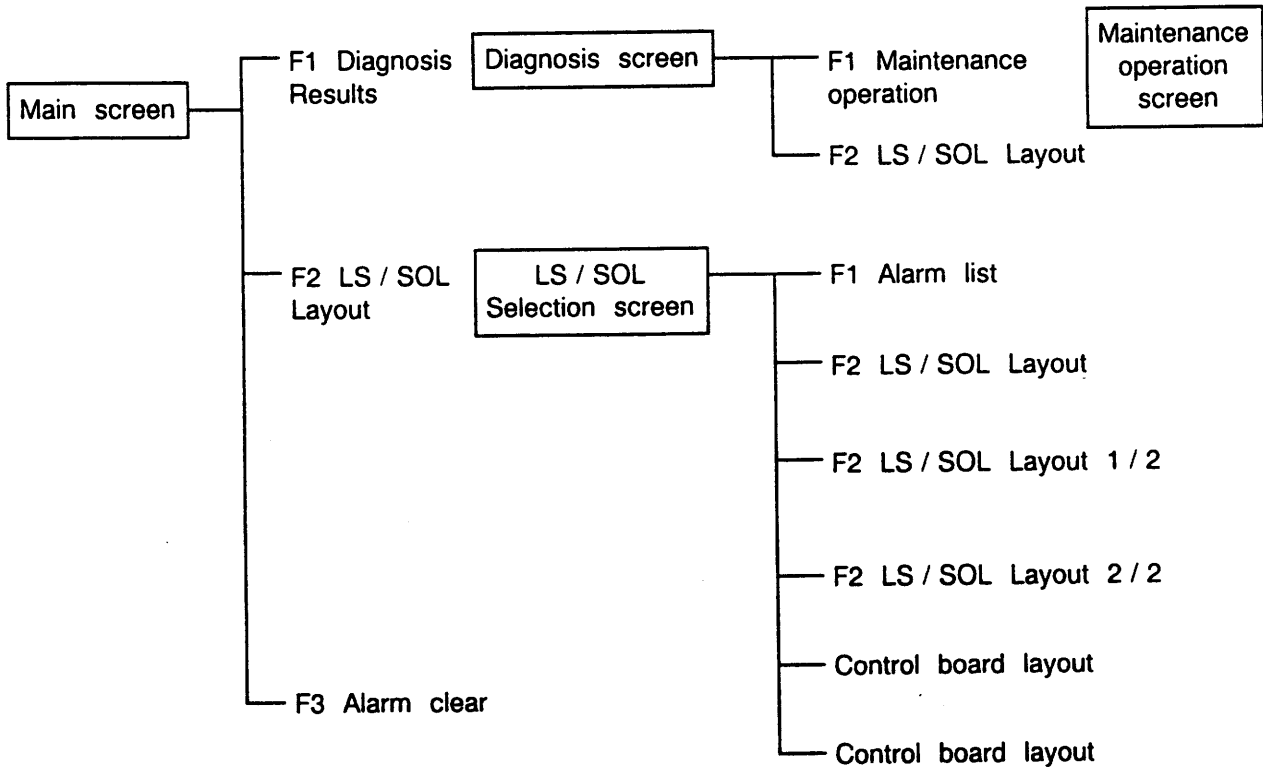 Main screen
F1 Diagnosis
Results
Diagnosis screen
F1 Maintenance
operation
Maintenance
operation
screen
F2 LS / SOL Layout
F2 LS / SOL
Layout
LS / SOL
Selection screen
F1 Alarm list
F2 LS / SOL Layout
F2 LS / SOL Layout 1 / 2
F2 LS / SOL Layout 2 / 2
Control board layout
F3 Alarm clear
Control board layout